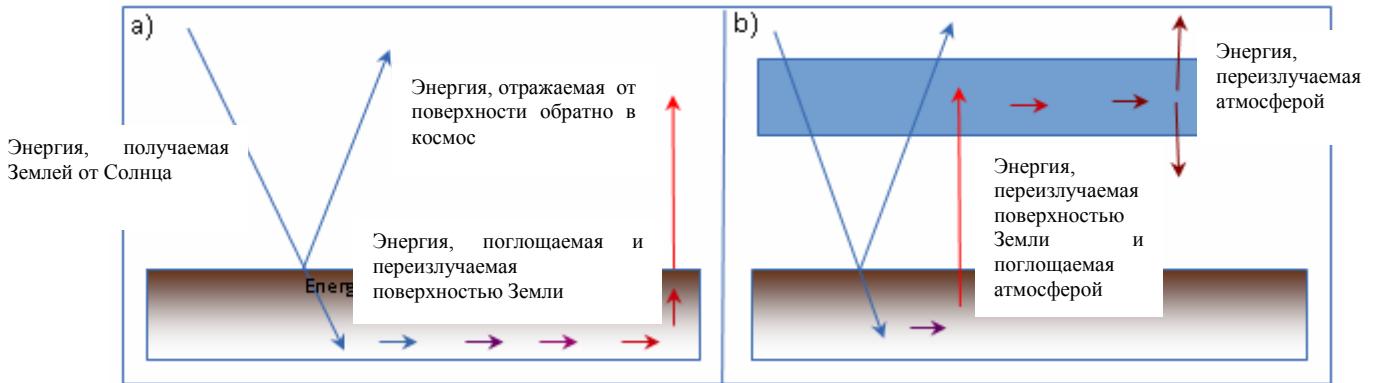 a)
Энергия, отражаемая от
поверхности обратно в
космос
Энергия, получаемая
Землей от Солнца
Энергия, поглощаемая и
переизлучаемая
поверхностью Земли
b)
Энергия,
переизлучаемая
атмосферой
Энергия,
переизлучаемая
поверхностью
Земли и
поглощаемая
атмосферой